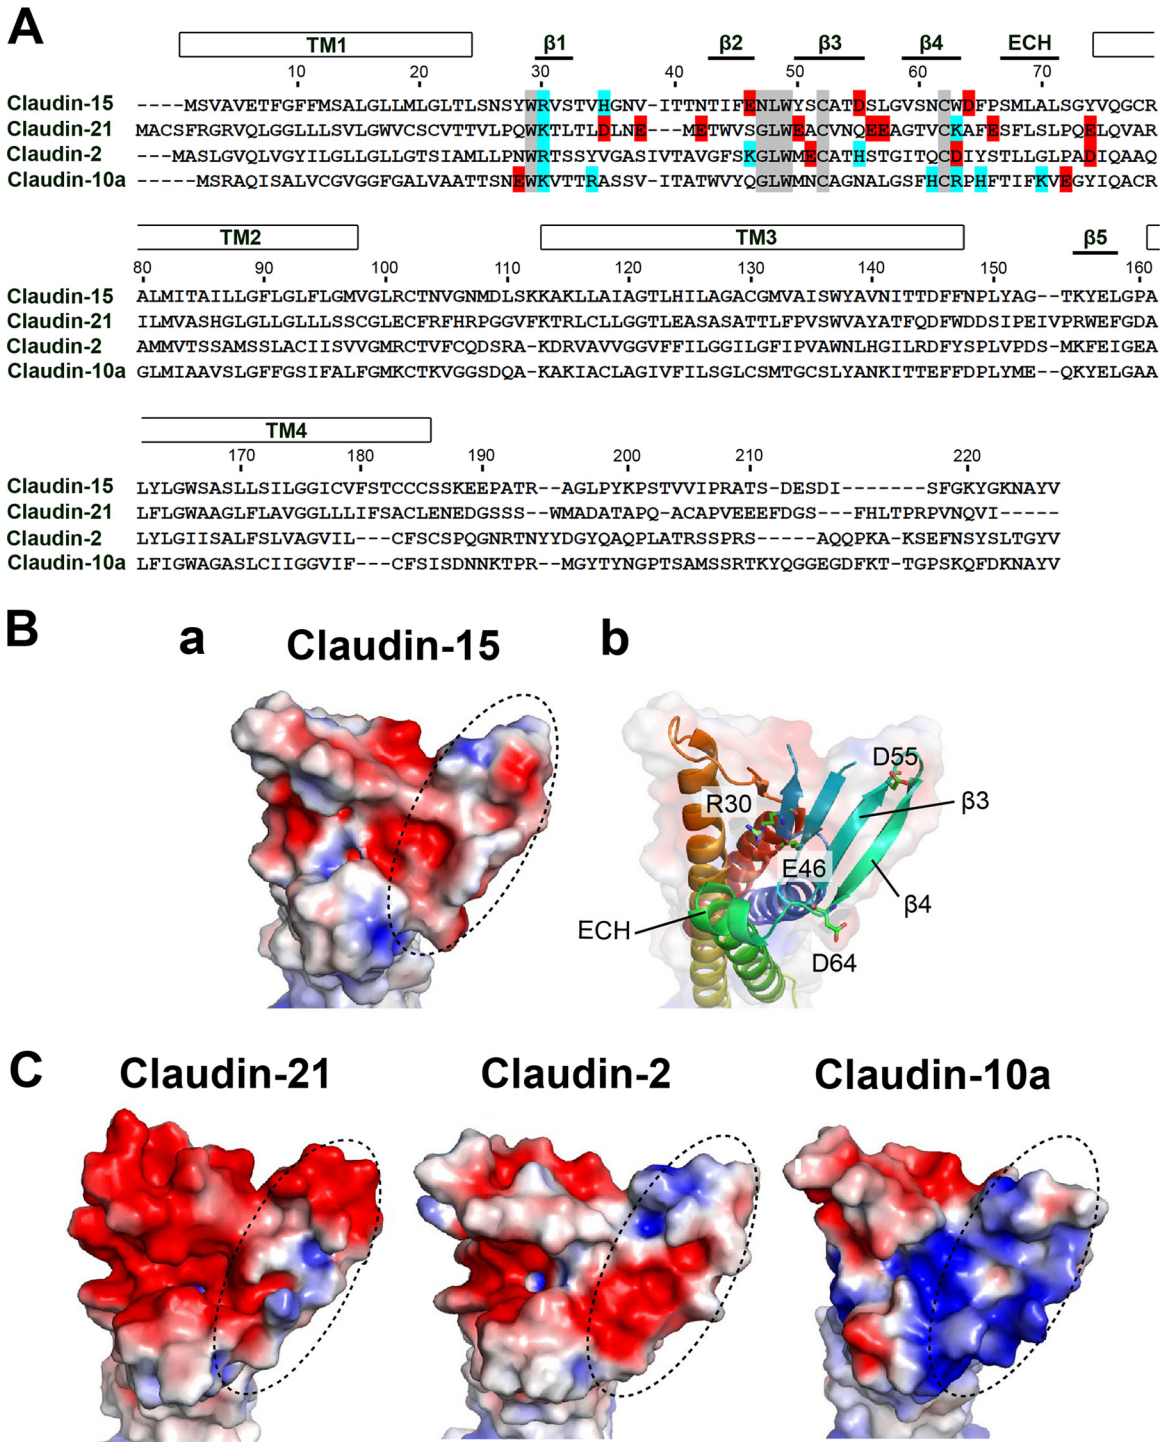 A
TM1 β1 β2 β3 β4 ECH
10 20 30 40 50 60 70
Claudin-15 ----MSVAVETFGFFMSALGLLMLGLTLSNSYWRVSTVHGNV-ITTNTIFENLWYSCATDSLGVSNCWDFPSMLALSGYVQGCR
Claudin-21 MACSFRGRVQLGGLLLSVLGWVCSCVTTVLPQWKTLTLDLNE---METWVSGLWEACVNQEEAGTVCKAFESFLSLPQELQVAR
Claudin-2 ---MASLGVQLVGYILGLLGLLGTSIAMLLPNWRTSSYVGASIVTAVGFSKGLWMECATHSTGITQCDIYSTLLGLPADIQAAQ
Claudin-10a -----MSRAQISALVCGVGGFGALVAATTSNEWKVTTRASSV-ITATWVYQGLWMNCAGNALGSFHCRPHFTIFKVEGYIQACR
TM2 TM3 β5
80 90 100 110 120 130 140 150 160
Claudin-15 ALMITAILLGFLGLFLGMVGLRCTNVGNMDLSKKAKLLAIAGTLHILAGACGMVAISWYAVNITTDFFNPLYAG--TKYELGPA
Claudin-21 ILMVASHGLGLLGLLLSSCGLECFRFHRPGGVFKTRLCLLGGTLEASASATTLFPVSWVAYATFQDFWDDSIPEIVPRWEFGDA
Claudin-2 AMMVTSSAMSSLACIISVVGMRCTVFCQDSRA-KDRVAVVGGVFFILGGILGFIPVAWNLHGILRDFYSPLVPDS-MKFEIGEA
Claudin-10a GLMIAAVSLGFFGSIFALFGMKCTKVGGSDQA-KAKIACLAGIVFILSGLCSMTGCSLYANKITTEFFDPLYME--QKYELGAA
TM4
170 180 190 200 210 220
Claudin-15 LYLGWSASLLSILGGICVFSTCCCSSKEEPATR--AGLPYKPSTVVIPRATS-DESDI-------SFGKYGKNAYV
Claudin-21 LFLGWAAGLFLAVGGLLLIFSACLENEDGSSS--WMADATAPQ-ACAPVEEEFDGS---FHLTPRPVNQVI-----
Claudin-2 LYLGIISALFSLVAGVIL---CFSCSPQGNRTNYYDGYQAQPLATRSSPRS-----AQQPKA-KSEFNSYSLTGYV
Claudin-10a LFIGWAGASLCIIGGVIF---CFSISDNNKTPR--MGYTYNGPTSAMSSRTKYQGGEGDFKT-TGPSKQFDKNAYV
B
a Claudin-15 b
D55
R30 β3
E46
β4
ECH
D64
C Claudin-21 Claudin-2 Claudin-10a